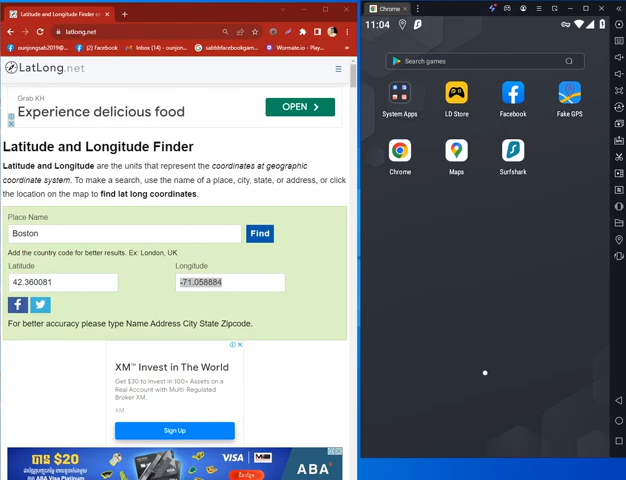 Latitude and Longitude Finder
latlong.net
ounjongsab2019@...
(2) Facebook
Inbox (14) - ounjon...
sabbbfacebookgam...
Wormate.io - Play...
LatLong.net
Grab KH
Experience delicious food
OPEN
Latitude and Longitude Finder
Latitude and Longitude are the units that represent the coordinates at geographic
coordinate system. To make a search, use the name of a place, city, state, or address, or click
the location on the map to find lat long coordinates.
Place Name
Boston
Find
Add the country code for better results. Ex: London, UK
Latitude
Longitude
42.360081
-71.058884
For better accuracy please type Name Address City State Zipcode.
XM™ Invest in The World
Get $30 to Invest in 100+ Assets on a
Real Account with Multi-Regulated
Broker XM.
XM
Sign Up
បាន $20
VISA
ABA
Chrome
11:04
Search games
System Apps
LD Store
Facebook
Fake GPS
Chrome
Maps
Surfshark